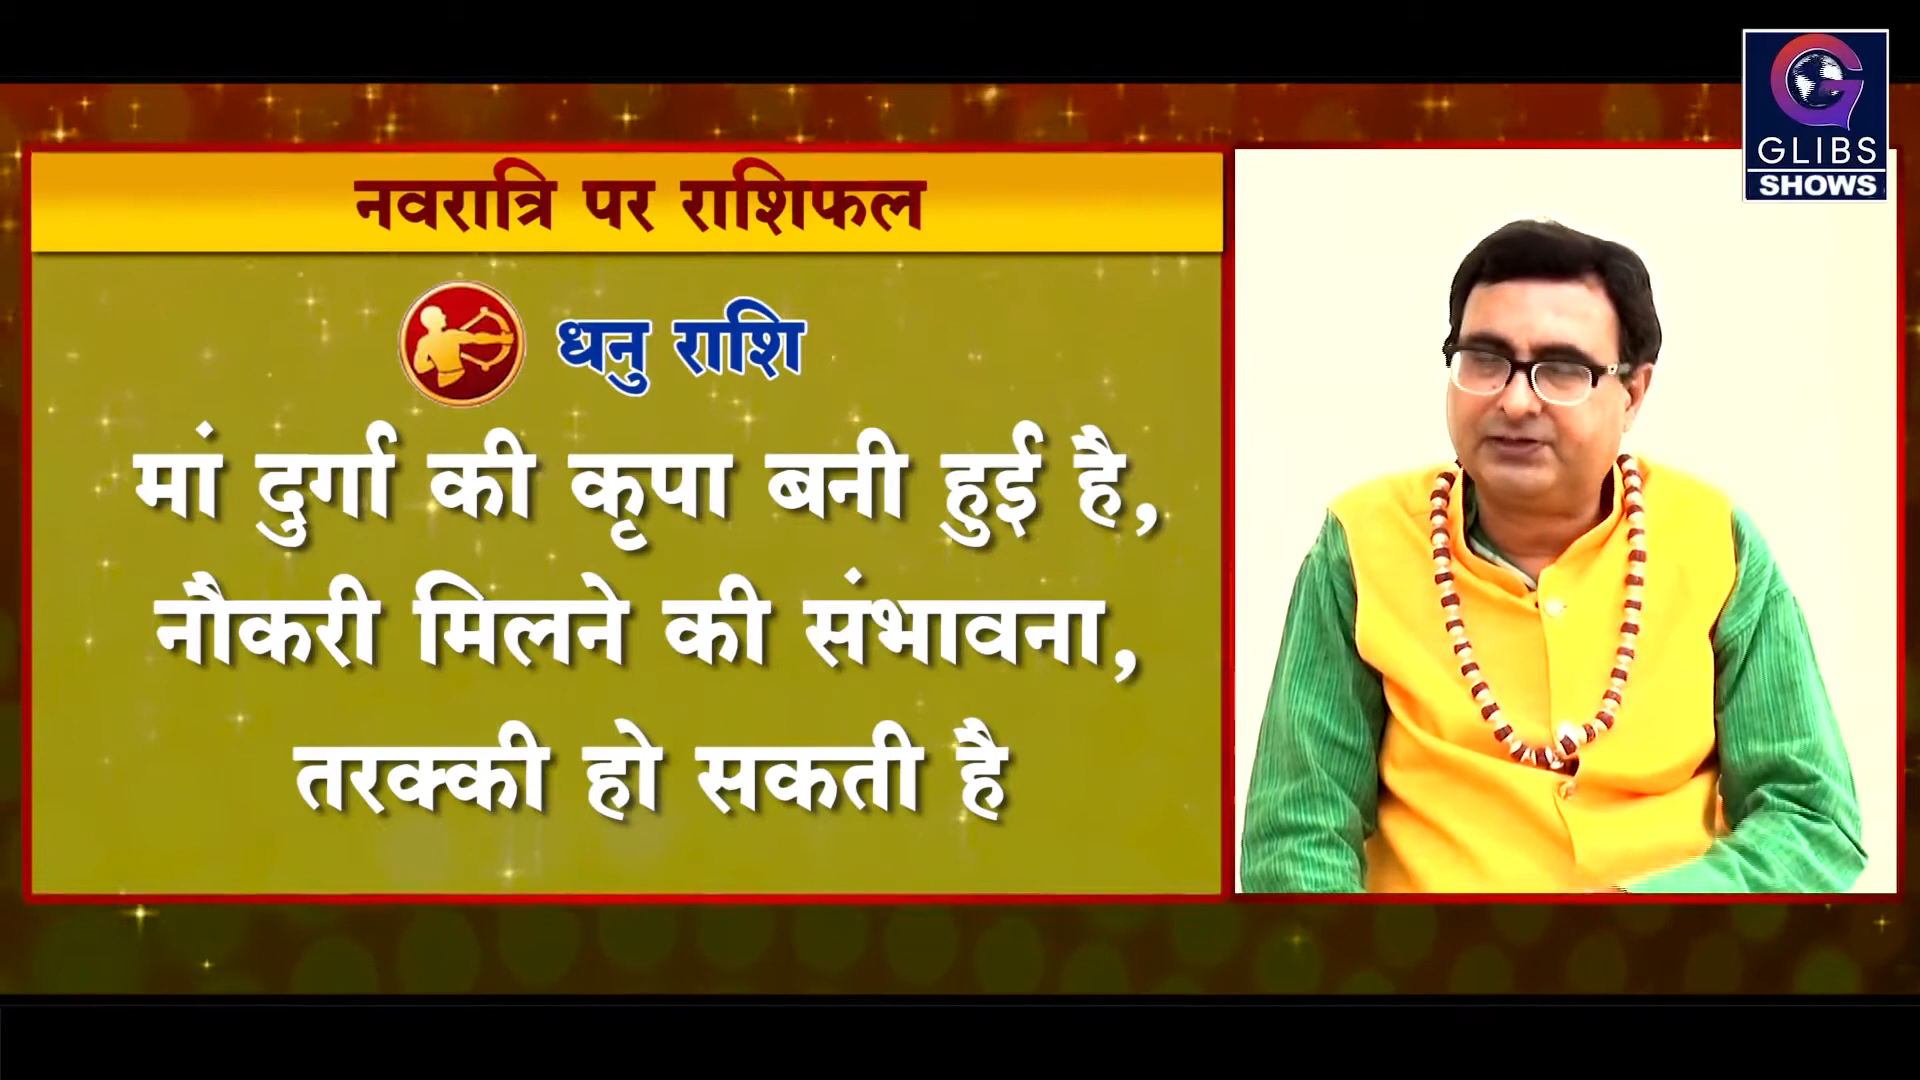 GLIBS
SHOWS
नवरात्रि पर राशिफल
धनु राशि
मां दुर्गा की कृपा बनी हुई है,
नौकरी मिलने की संभावना,
तरक्की हो सकती है